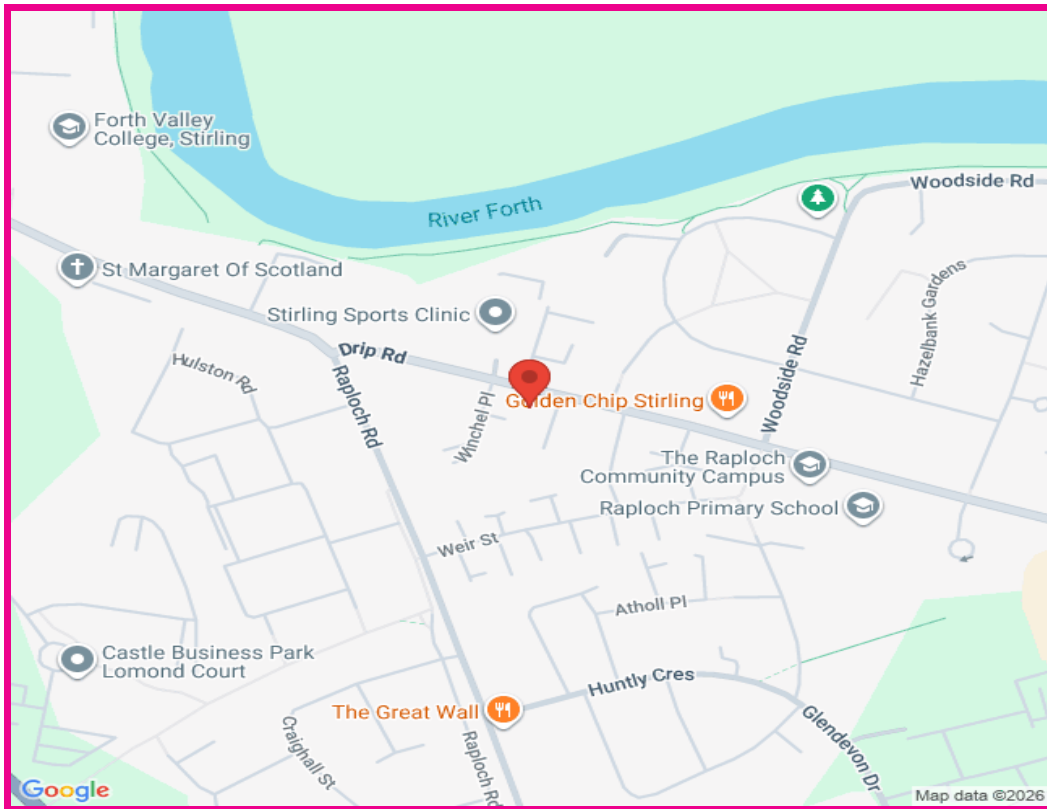 Forth Valley
College, Stirling
Woodside Rd
River Forth
St Margaret Of Scotland
Stirling Sports Clinic
Hazelbank Gardens
Drip Rd
Hulston Rd
Raploch Rd
Woodside Rd
Golden Chip Stirling
Winchel Pl
The Raploch
Community Campus
Raploch Primary School
Weir St
Atholl Pl
Castle Business Park
Lomond Court
Huntly Cres
The Great Wall
Craighall St
Raploch Rd
Glendevon Dr
Google
Map data ©2026